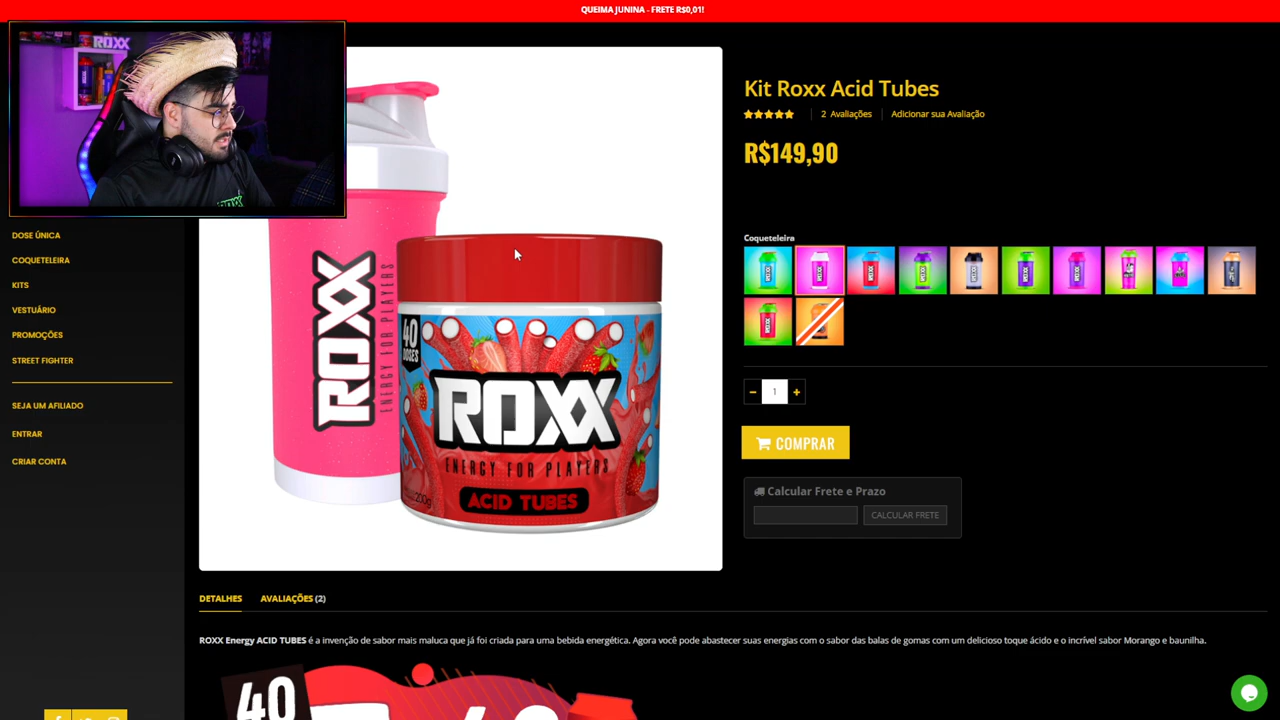 QUEIMA JUNINA - FRETE R$0,01!
ROXX
Kit Roxx Acid Tubes
2 Avaliações
Adicionar sua Avaliação
R$149,90
Coqueteleira
1
COMPRAR
Calcular Frete e Prazo
CALCULAR FRETE
DOSE ÚNICA
COQUETELEIRA
KITS
VESTUÁRIO
PROMOÇÕES
STREET FIGHTER
SEJA UM AFILIADO
ENTRAR
CRIAR CONTA
ROXX
ENERGY FOR PLAYERS
40
DOSES
ROXX
ENERGY FOR PLAYERS
200g
ACID TUBES
DETALHES
AVALIAÇÕES (2)
ROXX Energy ACID TUBES é a invenção de sabor mais maluca que já foi criada para uma bebida energética. Agora você pode abastecer suas energias com o sabor das balas de gomas com um delicioso toque ácido e o incrível sabor Morango e baunilha.
40